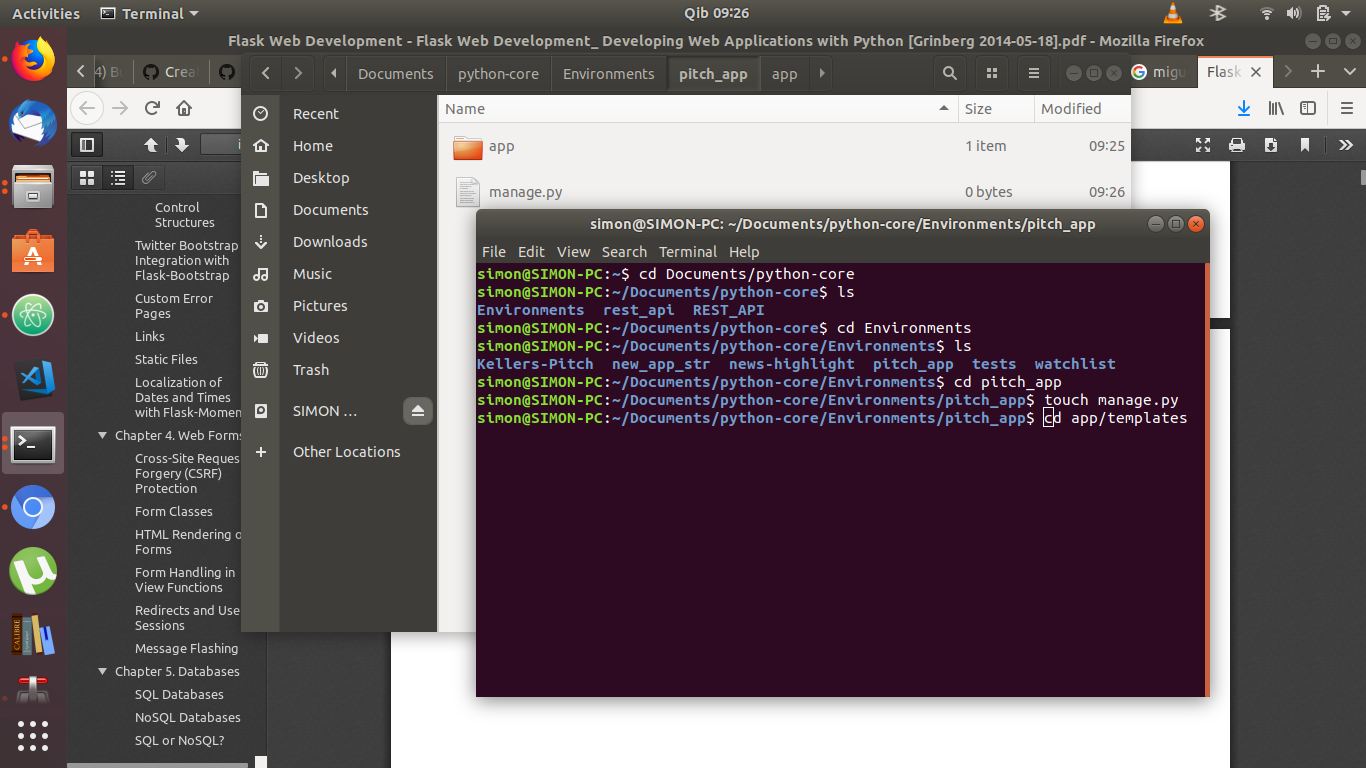 Activities Terminal Qib 09:26
Flask Web Development - Flask Web Development_ Developing Web Applications with Python [Grinberg 2014-05-18].pdf - Mozilla Firefox
Crea
Flask
Documents python-core Environments pitch_app app
Name Size Modified
app 1 item 09:25
manage.py 0 bytes 09:26
Recent
Home
Desktop
Documents
Downloads
Music
Pictures
Videos
Trash
SIMON ...
Other Locations
Control
Structures
Twitter Bootstrap
Integration with
Flask-Bootstrap
Custom Error
Pages
Links
Static Files
Localization of
Dates and Times
with Flask-Momen
Chapter 4. Web Forms
Cross-Site Reques
Forgery (CSRF)
Protection
Form Classes
HTML Rendering o
Forms
Form Handling in
View Functions
Redirects and Use
Sessions
Message Flashing
Chapter 5. Databases
SQL Databases
NoSQL Databases
SQL or NoSQL?
CALIBRE
simon@SIMON-PC: ~/Documents/python-core/Environments/pitch_app
File Edit View Search Terminal Help
simon@SIMON-PC:~$ cd Documents/python-core
simon@SIMON-PC:~/Documents/python-core$ ls
Environments rest_api REST_API
simon@SIMON-PC:~/Documents/python-core$ cd Environments
simon@SIMON-PC:~/Documents/python-core/Environments$ ls
Kellers-Pitch new_app_str news-highlight pitch_app tests watchlist
simon@SIMON-PC:~/Documents/python-core/Environments$ cd pitch_app
simon@SIMON-PC:~/Documents/python-core/Environments/pitch_app$ touch manage.py
simon@SIMON-PC:~/Documents/python-core/Environments/pitch_app$ cd app/templates